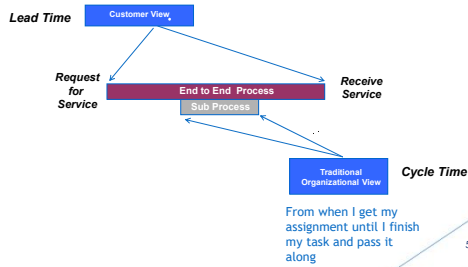 Lead Time
Customer View
Request
for
Service
End to End Process
Receive
Service
Sub Process
Traditional
Organizational View
Cycle Time
From when I get my
assignment until I finish
my task and pass it
along
5